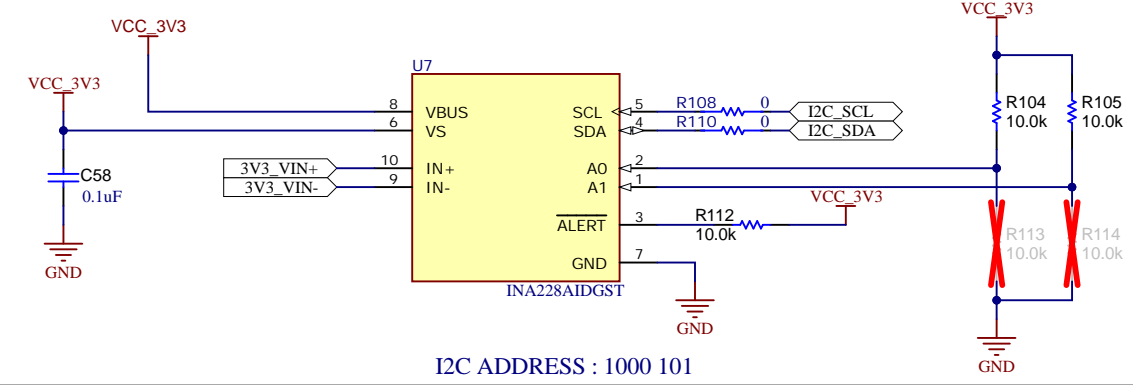 VCC_3V3
VCC_3V3
VCC_3V3
U7
8 VBUS
6 VS
10 IN+
9 IN-
3V3_VIN+
3V3_VIN-
C58
0.1uF
GND
SCL 5 R108 0 I2C_SCL
SDA 4 R110 0 I2C_SDA
A0 2
A1 1
ALERT 3 R112
10.0k
VCC_3V3
GND 7
INA228AIDGST
GND
R104
10.0k
R105
10.0k
R113
10.0k
R114
10.0k
GND
I2C ADDRESS : 1000 101